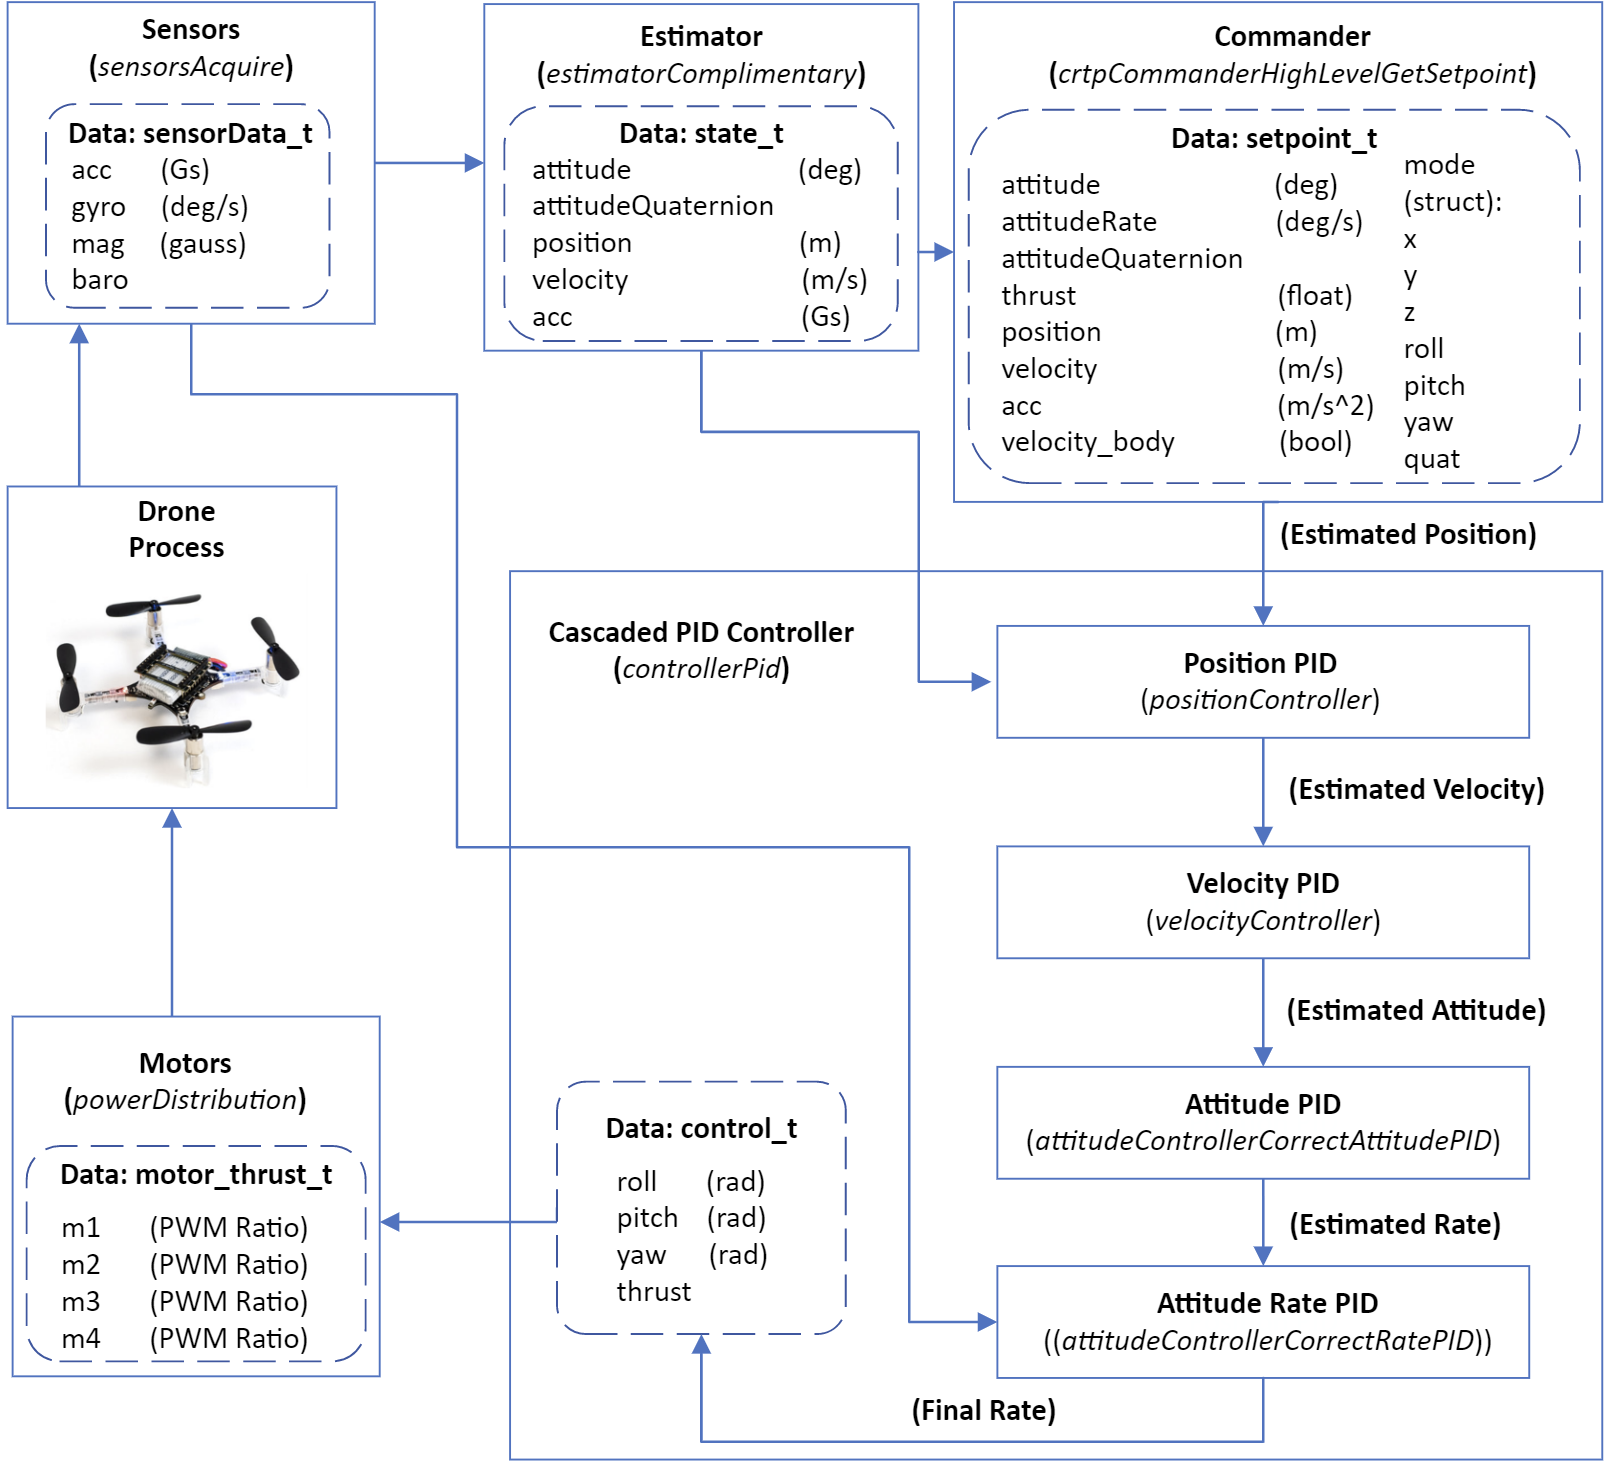 Sensors
(sensorsAcquire)
Data: sensorData_t
acc (Gs)
gyro (deg/s)
mag (gauss)
baro
Estimator
(estimatorComplimentary)
Data: state_t
attitude (deg)
attitudeQuaternion
position (m)
velocity (m/s)
acc (Gs)
Commander
(crtpCommanderHighLevelGetSetpoint)
Data: setpoint_t
attitude (deg)
attitudeRate (deg/s)
attitudeQuaternion
thrust (float)
position (m)
velocity (m/s)
acc (m/s^2)
velocity_body (bool)
mode
(struct):
x
y
z
roll
pitch
yaw
quat
(Estimated Position)
Drone
Process
Cascaded PID Controller
(controllerPid)
Position PID
(positionController)
(Estimated Velocity)
Velocity PID
(velocityController)
(Estimated Attitude)
Attitude PID
(attitudeControllerCorrectAttitudePID)
(Estimated Rate)
Attitude Rate PID
((attitudeControllerCorrectRatePID))
(Final Rate)
Data: control_t
roll (rad)
pitch (rad)
yaw (rad)
thrust
Motors
(powerDistribution)
Data: motor_thrust_t
m1 (PWM Ratio)
m2 (PWM Ratio)
m3 (PWM Ratio)
m4 (PWM Ratio)